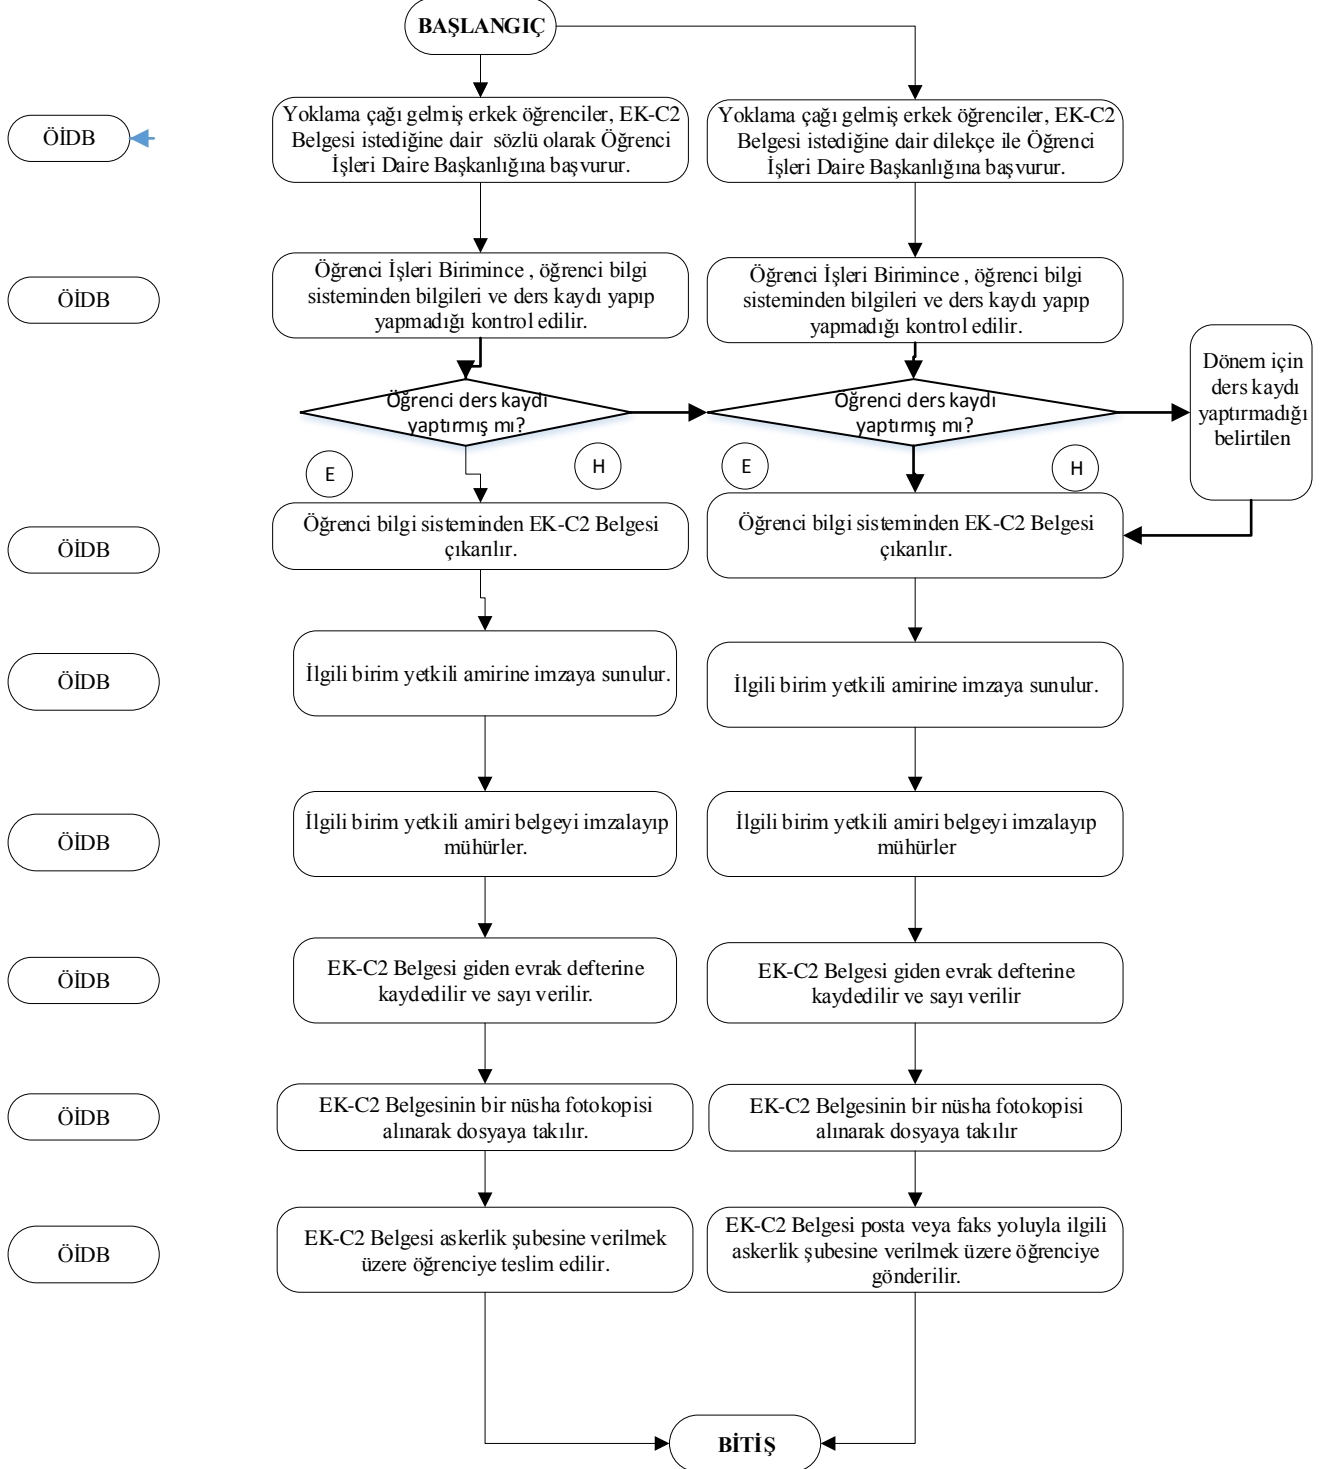 BAŞLANGIÇ
ÖİDB
Yoklama çağı gelmiş erkek öğrenciler, EK-C2
Belgesi istediğine dair sözlü olarak Öğrenci
İşleri Daire Başkanlığına başvurur.
Yoklama çağı gelmiş erkek öğrenciler, EK-C2
Belgesi istediğine dair dilekçe ile Öğrenci
İşleri Daire Başkanlığına başvurur.
ÖİDB
Öğrenci İşleri Birimince , öğrenci bilgi
sisteminden bilgileri ve ders kaydı yapıp
yapmadığı kontrol edilir.
Öğrenci İşleri Birimince , öğrenci bilgi
sisteminden bilgileri ve ders kaydı yapıp
yapmadığı kontrol edilir.
Öğrenci ders kaydı
yaptırmış mı?
Öğrenci ders kaydı
yaptırmış mı?
Dönem için
ders kaydı
yaptırmadığı
belirtilen
E
H
E
H
ÖİDB
Öğrenci bilgi sisteminden EK-C2 Belgesi
çıkarılır.
Öğrenci bilgi sisteminden EK-C2 Belgesi
çıkarılır.
ÖİDB
İlgili birim yetkili amirine imzaya sunulur.
İlgili birim yetkili amirine imzaya sunulur.
ÖİDB
İlgili birim yetkili amiri belgeyi imzalayıp
mühürler.
İlgili birim yetkili amiri belgeyi imzalayıp
mühürler
ÖİDB
EK-C2 Belgesi giden evrak defterine
kaydedilir ve sayı verilir.
EK-C2 Belgesi giden evrak defterine
kaydedilir ve sayı verilir
ÖİDB
EK-C2 Belgesinin bir nüsha fotokopisi
alınarak dosyaya takılır.
EK-C2 Belgesinin bir nüsha fotokopisi
alınarak dosyaya takılır
ÖİDB
EK-C2 Belgesi askerlik şubesine verilmek
üzere öğrenciye teslim edilir.
EK-C2 Belgesi posta veya faks yoluyla ilgili
askerlik şubesine verilmek üzere öğrenciye
gönderilir.
BİTİŞ